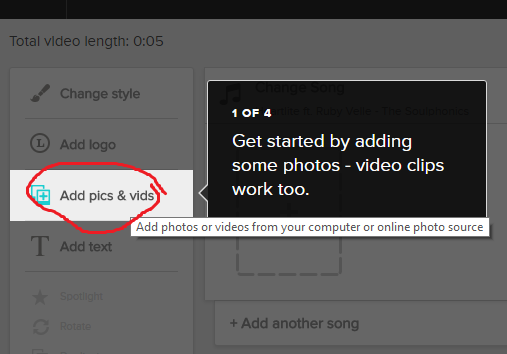 Total video length: 0:05
Change style
Change Song
Add logo
1 OF 4
Get started by adding
some photos - video clips
work too.
Add pics & vids
Add photos or videos from your computer or online photo source
Add text
Spotlight
Rotate
+ Add another song